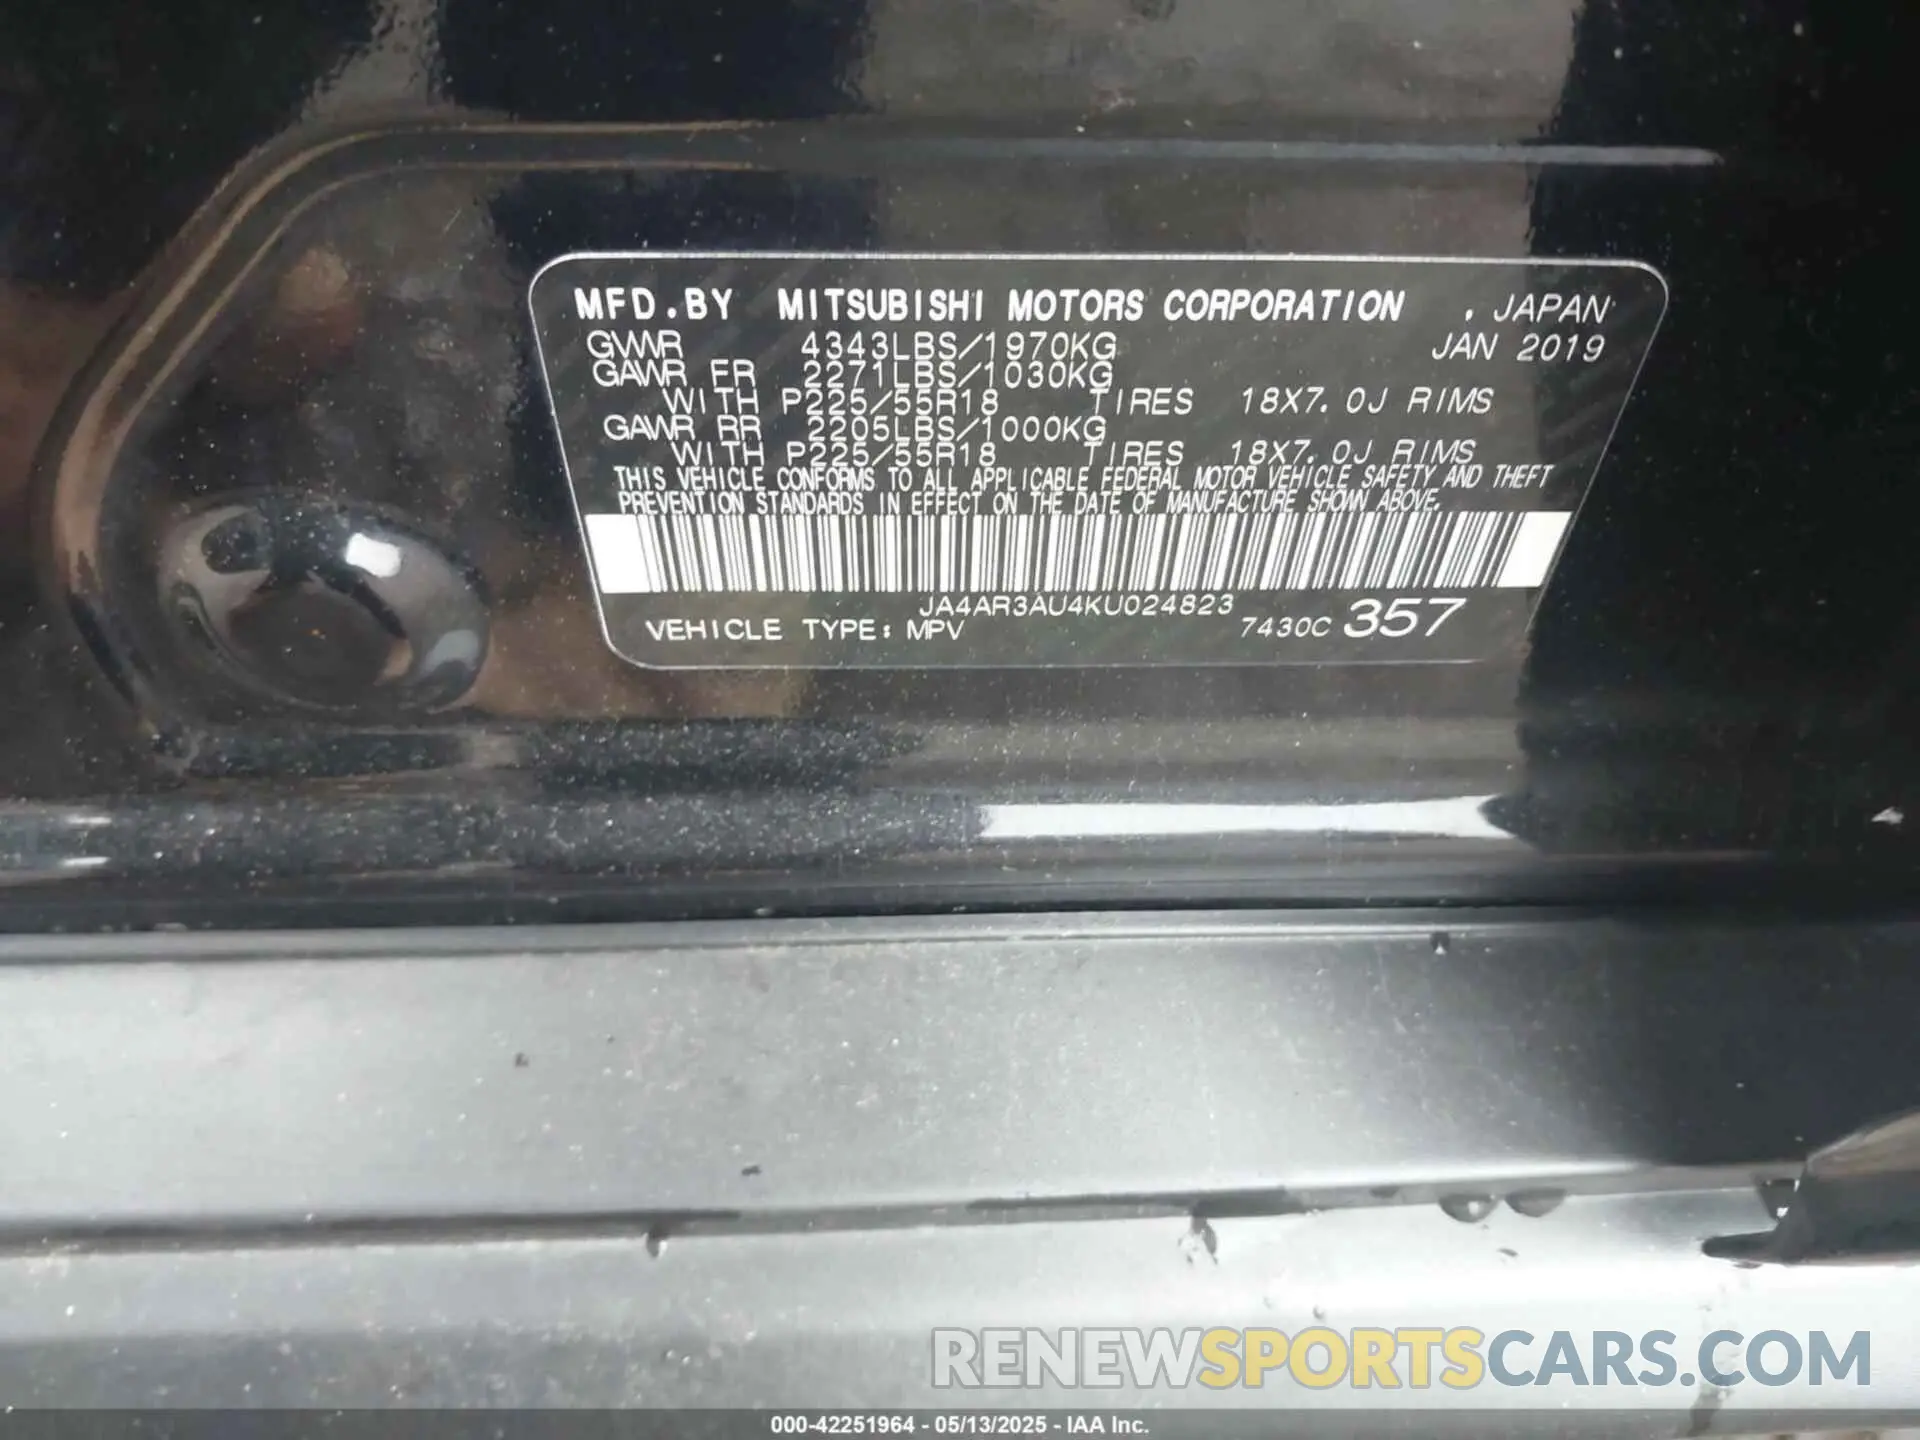 MFD.BY MITSUBISHI MOTORS CORPORATION . JAPAN
GVWR 4343LBS/1970KG JAN 2019
GAWR FR 2271LBS/1030KG
WITH P225/55R18 TIRES 18X7.0J RIMS
GAWR RR 2205LBS/1000KG
WITH P225/55R18 TIRES 18X7.0J RIMS
THIS VEHICLE CONFORMS TO ALL APPLICABLE FEDERAL MOTOR VEHICLE SAFETY AND THEFT
PREVENTION STANDARDS IN EFFECT ON THE DATE OF MANUFACTURE SHOWN ABOVE.
JA4AR3AU4KU024823
VEHICLE TYPE: MPV 7430C 357
RENEWSPORTSCARS.COM
000-42251964 - 05/13/2025 - IAA Inc.